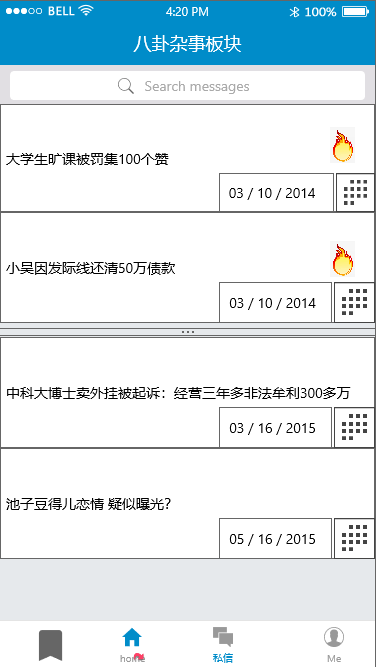 BELL 4:20 PM 100%
八卦杂事板块
Search messages
大学生旷课被罚集100个赞
03 / 10 / 2014
小吴因发际线还清50万债款
03 / 10 / 2014
中科大博士卖外挂被起诉：经营三年多非法牟利300多万
03 / 16 / 2015
池子豆得儿恋情 疑似曝光?
05 / 16 / 2015
home 私信 Me